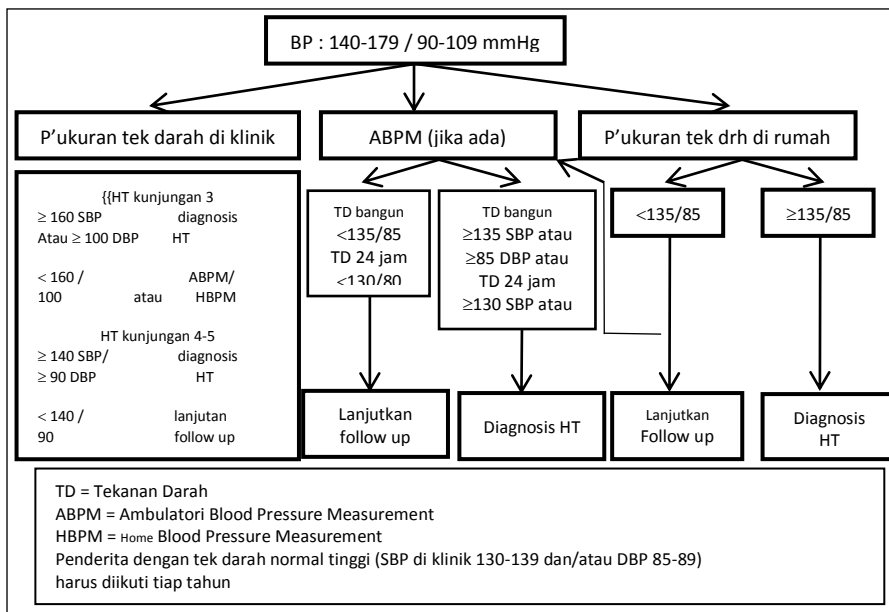 BP : 140-179 / 90-109 mmHg
P'ukuran tek darah di klinik
ABPM (jika ada)
P'ukuran tek drh di rumah
{{HT kunjungan 3
≥ 160 SBP diagnosis
Atau ≥ 100 DBP HT
< 160 / ABPM/
100 atau HBPM
HT kunjungan 4-5
≥ 140 SBP/ diagnosis
≥ 90 DBP HT
< 140 / lanjutan
90 follow up
TD bangun
<135/85
TD 24 jam
<130/80
TD bangun
≥135 SBP atau
≥85 DBP atau
TD 24 jam
≥130 SBP atau
<135/85
≥135/85
Lanjutkan
follow up
Diagnosis HT
Lanjutkan
Follow up
Diagnosis
HT
TD = Tekanan Darah
ABPM = Ambulatori Blood Pressure Measurement
HBPM = Home Blood Pressure Measurement
Penderita dengan tek darah normal tinggi (SBP di klinik 130-139 dan/atau DBP 85-89)
harus diikuti tiap tahun